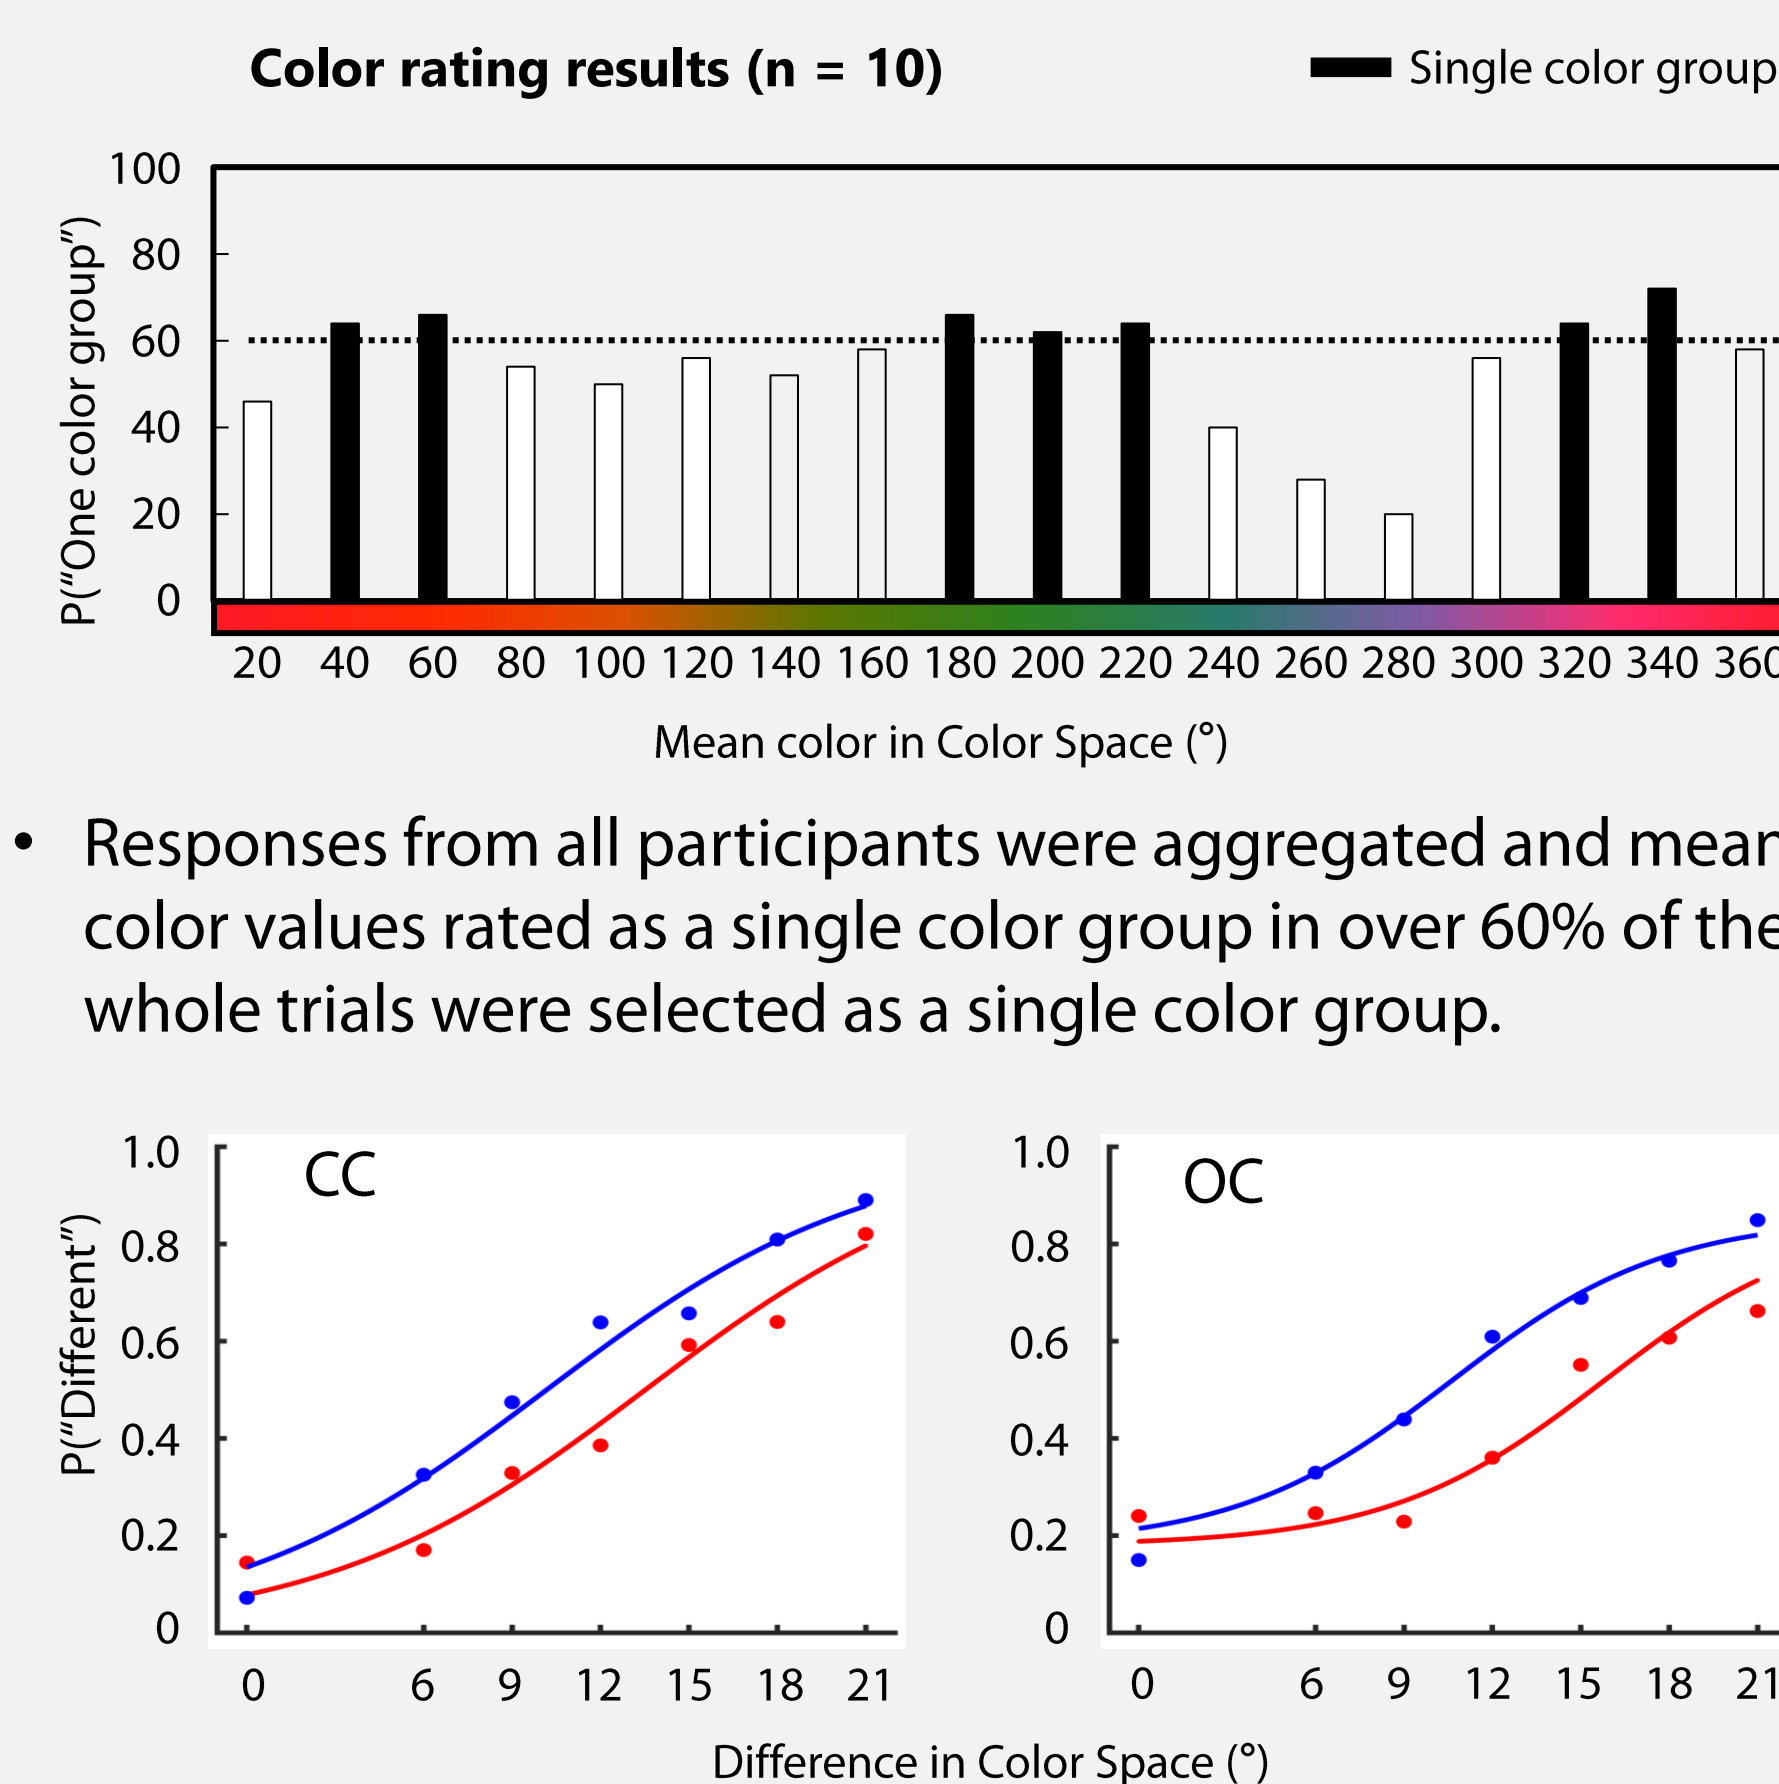 Color rating results (n = 10)
Single color group
P(“One color group”)
100
80
60
40
20
0
20 40 60 80 100 120 140 160 180 200 220 240 260 280 300 320 340 360
Mean color in Color Space (°)
• Responses from all participants were aggregated and mean
color values rated as a single color group in over 60% of the
whole trials were selected as a single color group.
CC
P(“Different”)
1.0
0.8
0.6
0.4
0.2
0
0 6 9 12 15 18 21
OC
1.0
0.8
0.6
0.4
0.2
0
0 6 9 12 15 18 21
Difference in Color Space (°)